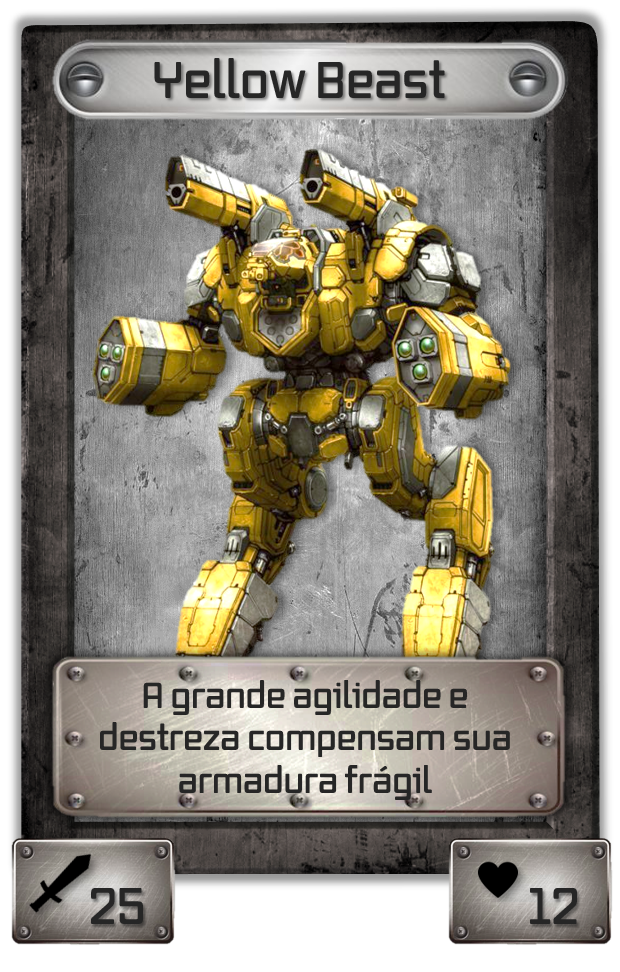 Yellow Beast
A grande agilidade e
destreza compensam sua
armadura frágil
25
12